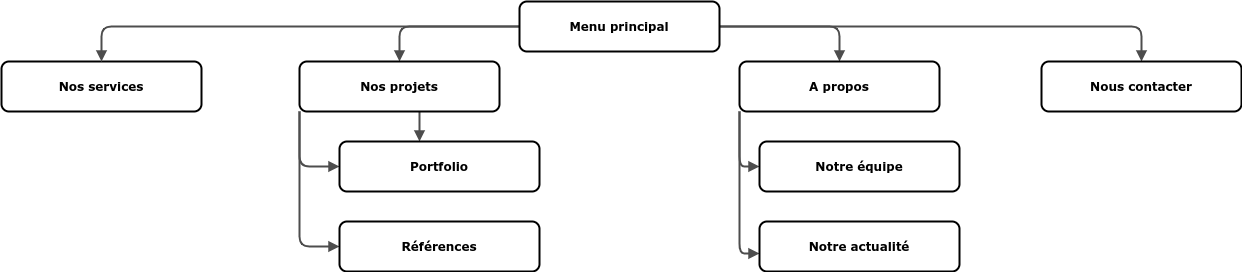 Menu principal
Nos services
Nos projets
A propos
Nous contacter
Portfolio
Notre équipe
Références
Notre actualité